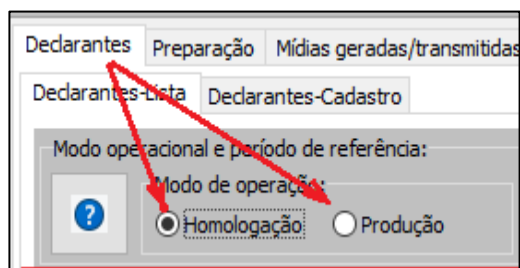 Declarantes Preparação Mídias geradas/transmitidas
Declarantes-Lista Declarantes-Cadastro
Modo operacional e período de referência:
Modo de operação:
? Homologação Produção